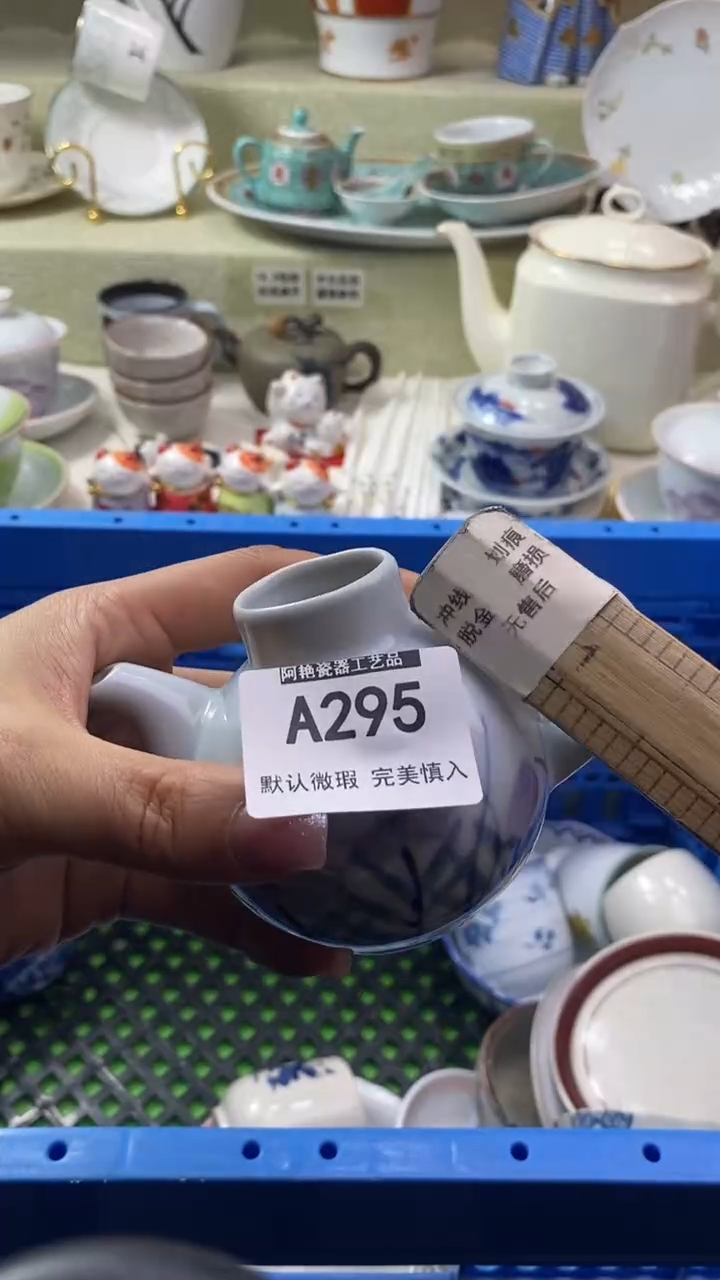 划痕
磨损
冲线
脱金
无售后
阿艳瓷器工艺品
A295
默认微瑕 完美慎入